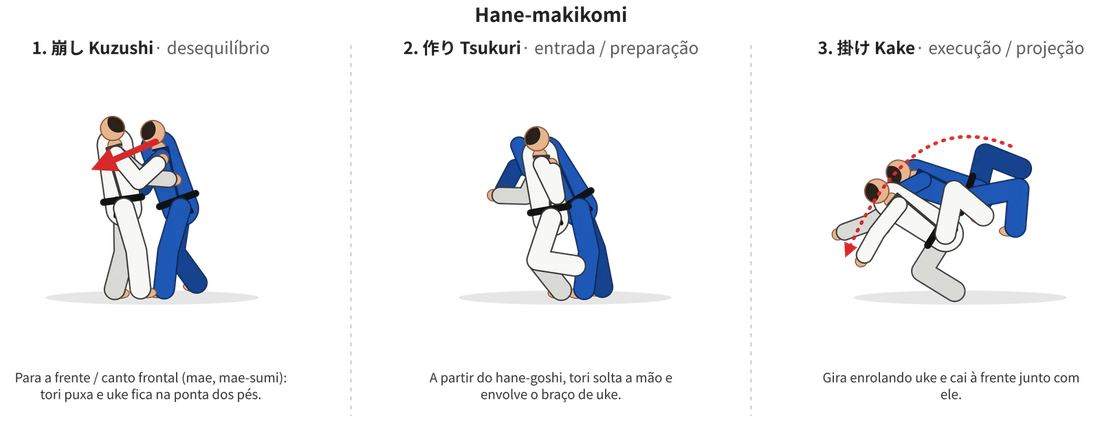 Hane-makikomi
1. 崩し Kuzushi · desequilíbrio
2. 作り Tsukuri · entrada / preparação
3. 掛け Kake · execução / projeção
Para a frente / canto frontal (mae, mae-sumi):
tori puxa e uke fica na ponta dos pés.
A partir do hane-goshi, tori solta a mão e
envolve o braço de uke.
Gira enrolando uke e cai à frente junto com
ele.